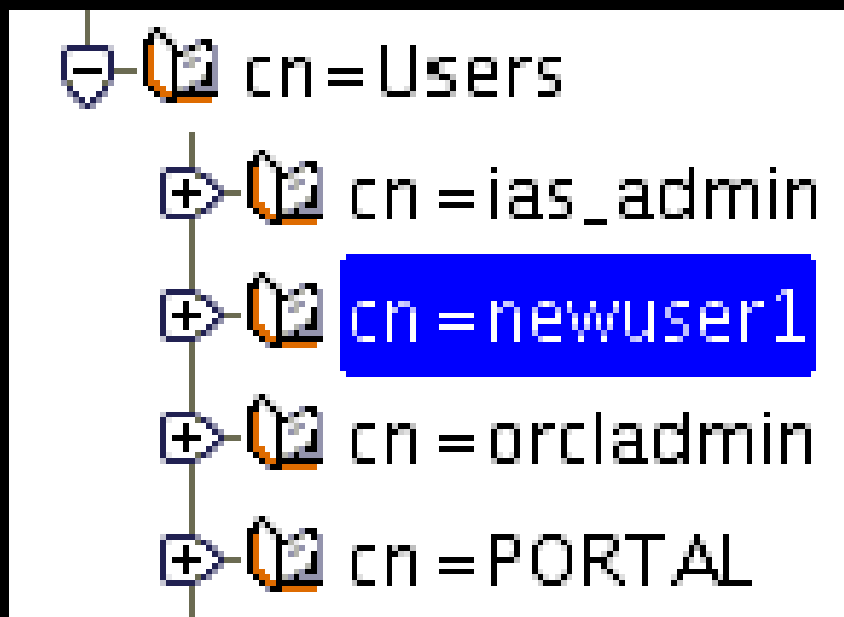 cn=Users
cn=ias_admin
cn=newuser1
cn=orcladmin
cn=PORTAL